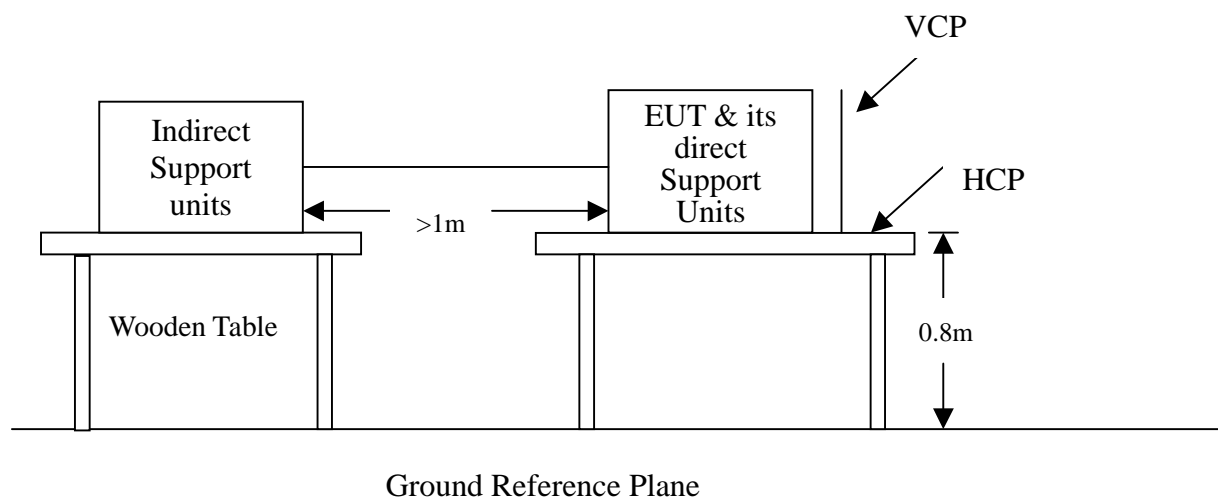 VCP
Indirect
Support
units
EUT & its
direct
Support
Units
HCP
>1m
Wooden Table
0.8m
Ground Reference Plane